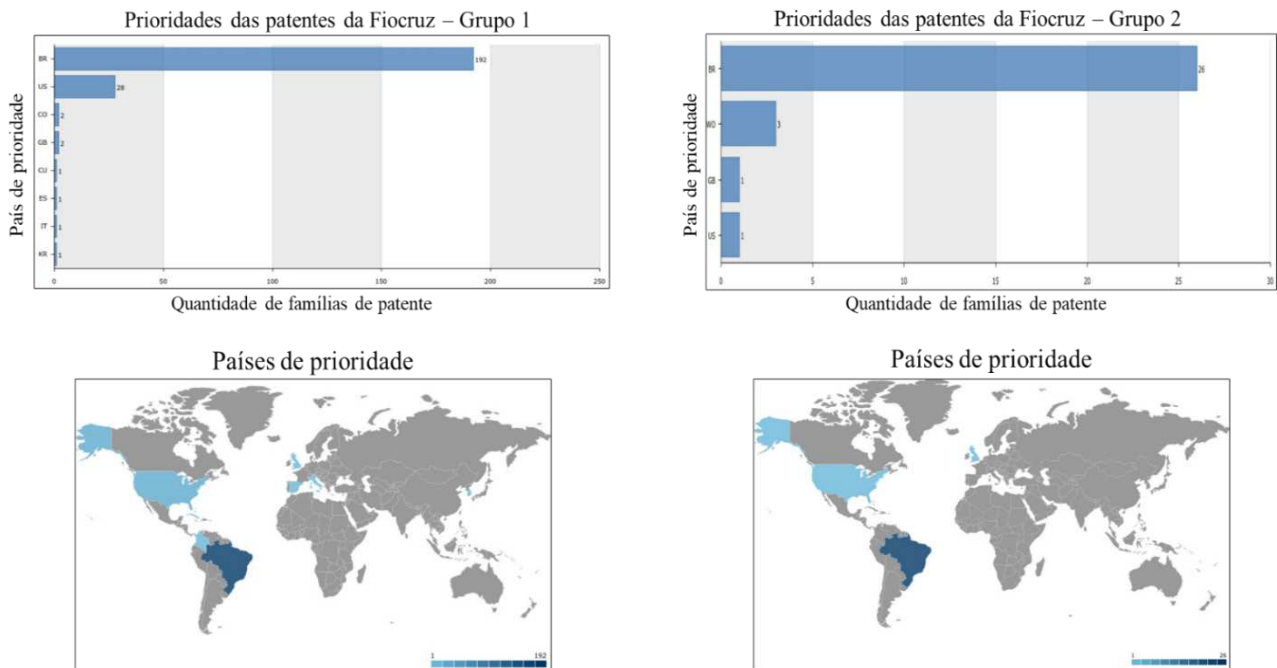 Prioridades das patentes da Fiocruz – Grupo 1
País de prioridade
BR
192
US
28
CO
2
GB
2
CU
1
ES
1
IT
1
KR
1
0 50 100 150 200 250
Quantidade de famílias de patente
Prioridades das patentes da Fiocruz – Grupo 2
País de prioridade
BR
26
WO
3
GB
1
US
1
0 5 10 15 20 25 30
Quantidade de famílias de patente
Países de prioridade
1 192
Países de prioridade
1 26